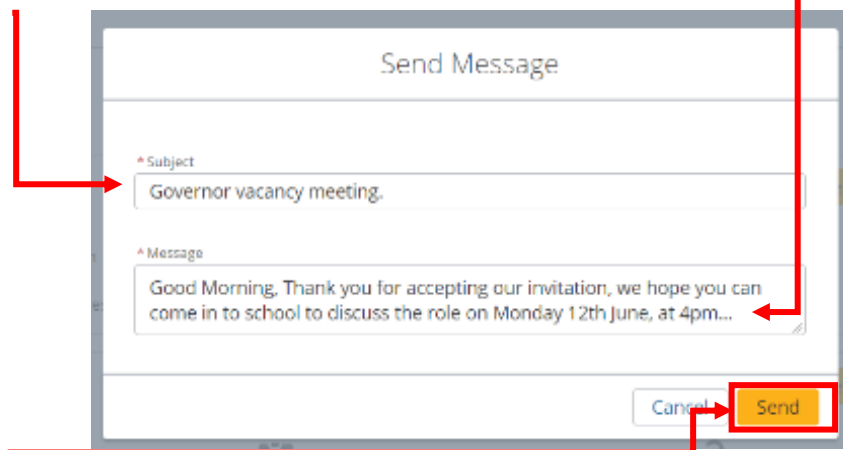 Send Message
* Subject
Governor vacancy meeting.
* Message
Good Morning, Thank you for accepting our invitation, we hope you can
come in to school to discuss the role on Monday 12th June, at 4pm...
Cancel
Send